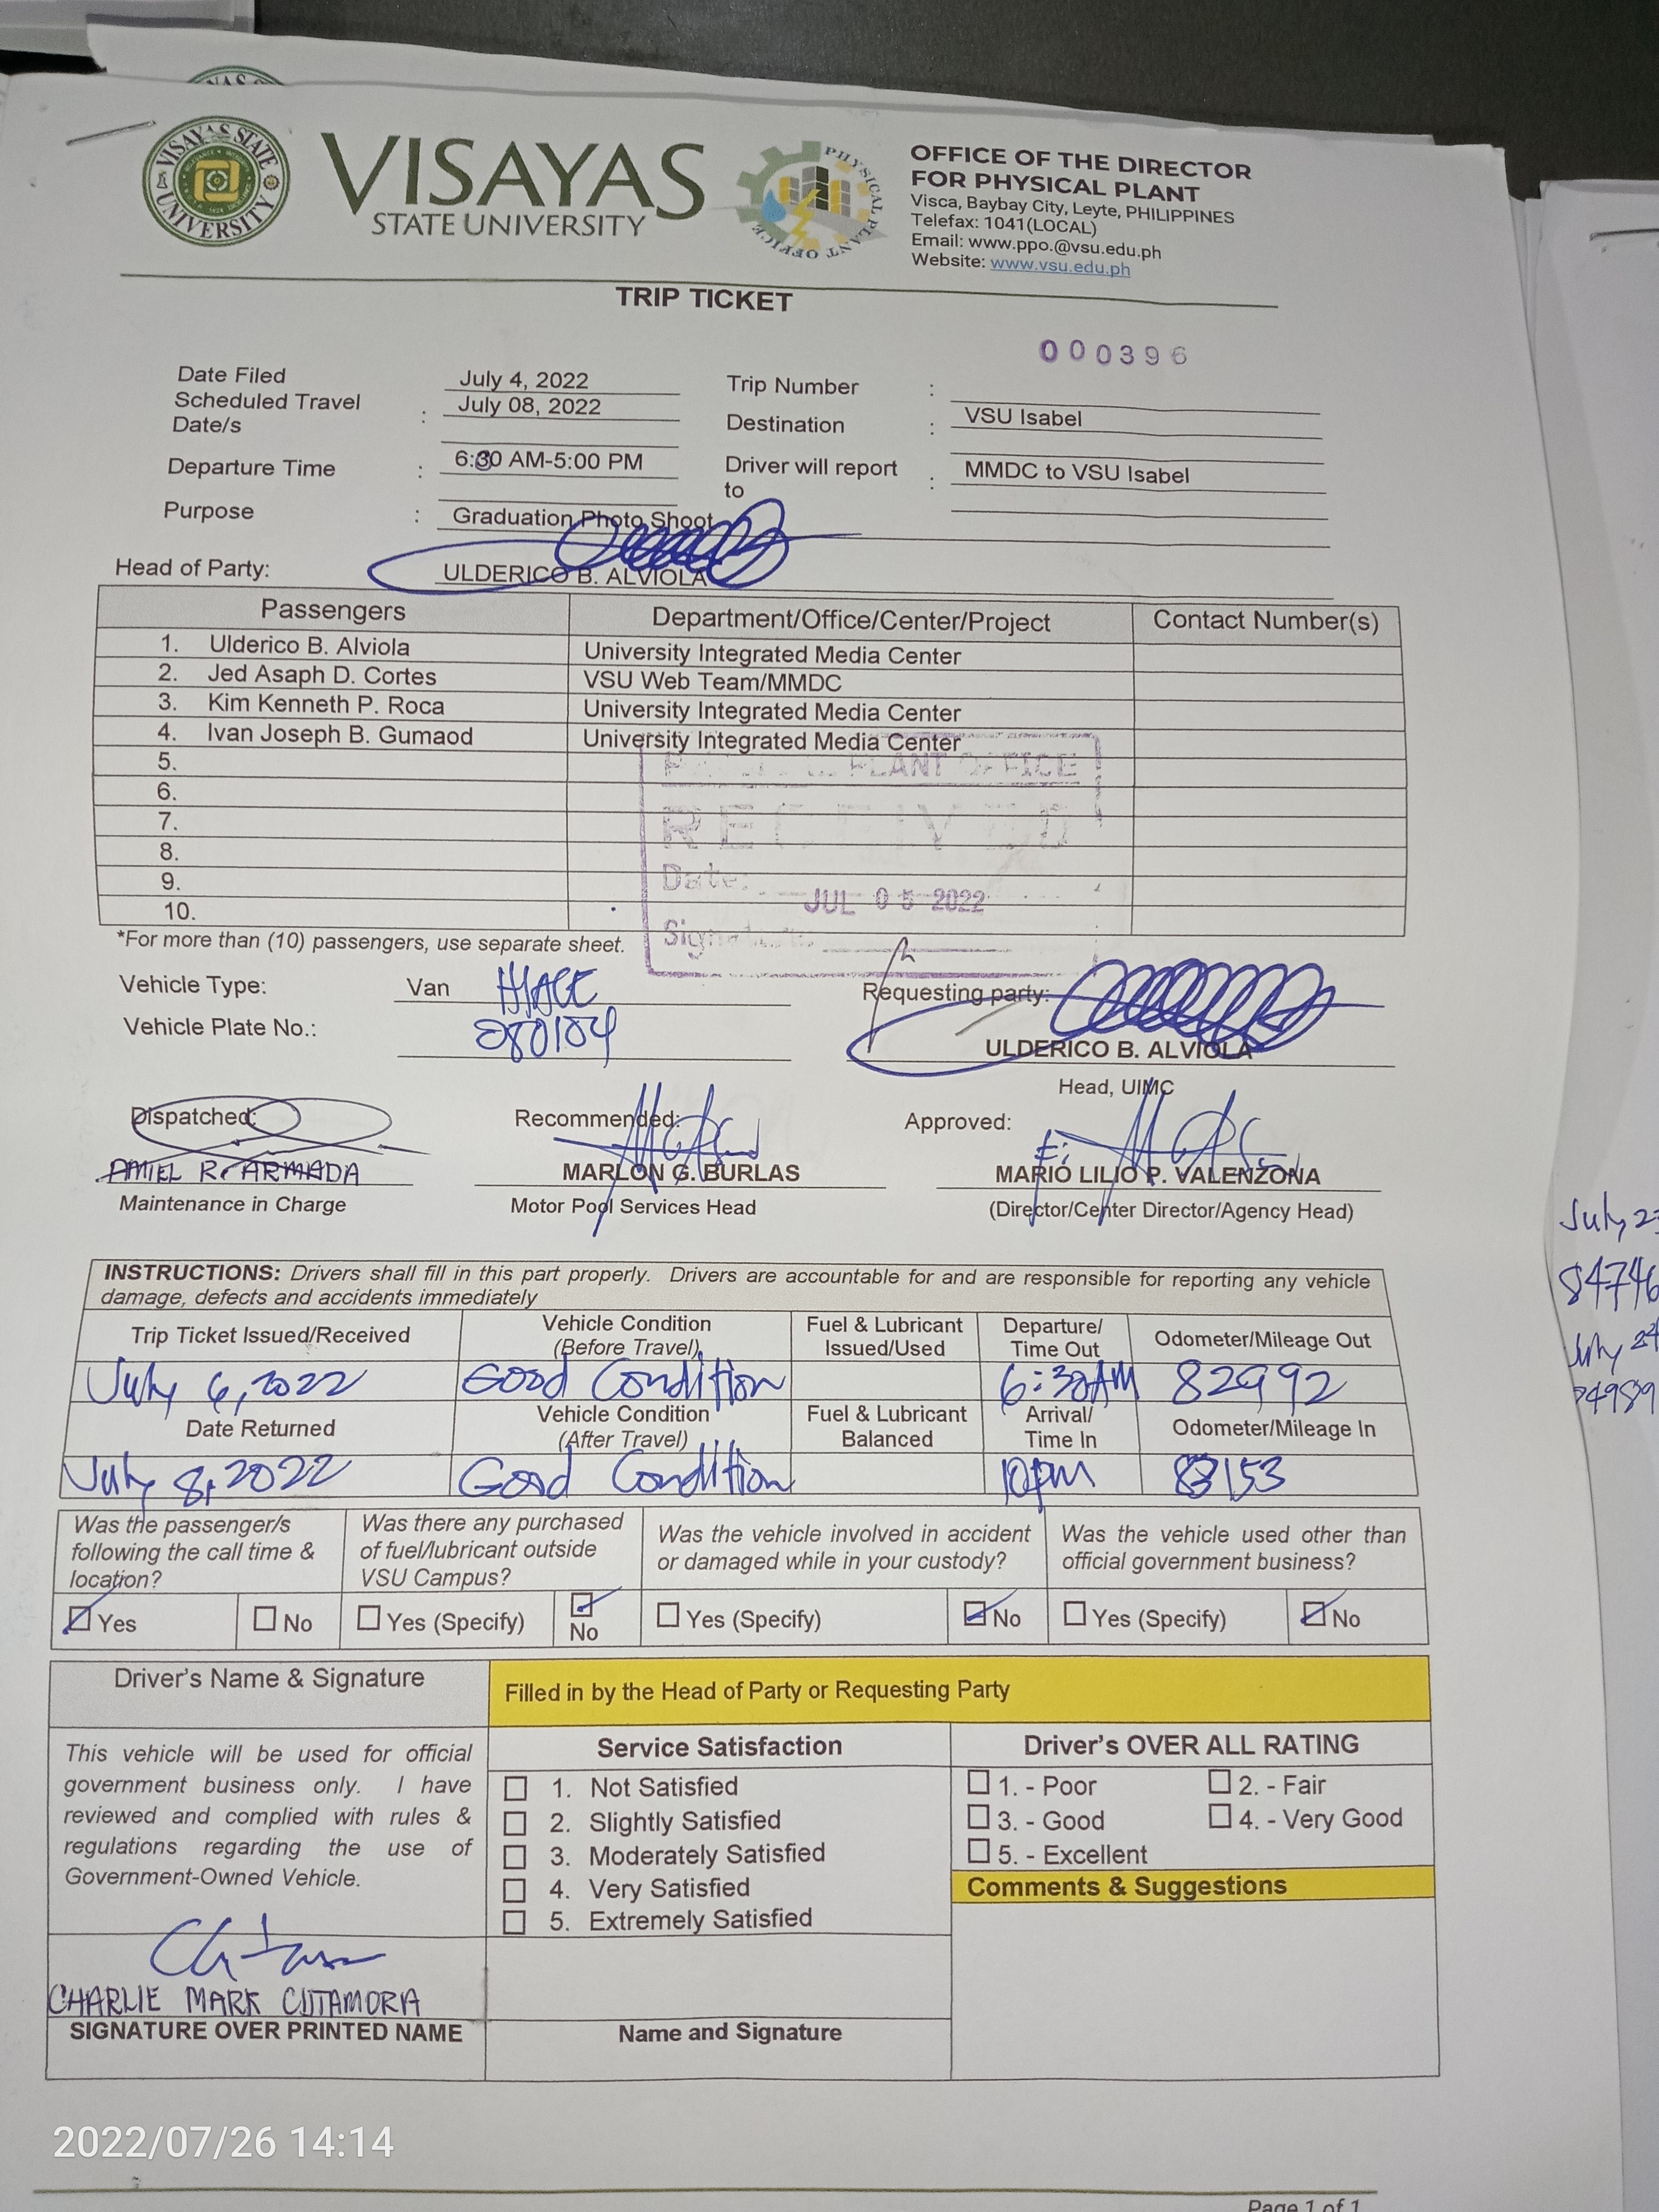 VISAYAS STATE UNIVERSITY
VISAYAS
STATE UNIVERSITY
PHYSICAL PLANT OFFICE
OFFICE OF THE DIRECTOR
FOR PHYSICAL PLANT
Visca, Baybay City, Leyte, PHILIPPINES
Telefax: 1041(LOCAL)
Email: www.ppo.@vsu.edu.ph
Website: www.vsu.edu.ph
TRIP TICKET
000396
Date Filed July 4, 2022 Trip Number :
Scheduled Travel Date/s : July 08, 2022 Destination : VSU Isabel
Departure Time : 6:30 AM-5:00 PM Driver will report to : MMDC to VSU Isabel
Purpose : Graduation Photo Shoot
Head of Party: ULDERICO B. ALVIOLA
Passengers Department/Office/Center/Project Contact Number(s)
1. Ulderico B. Alviola University Integrated Media Center
2. Jed Asaph D. Cortes VSU Web Team/MMDC
3. Kim Kenneth P. Roca University Integrated Media Center
4. Ivan Joseph B. Gumaod University Integrated Media Center
5.
6.
7.
8.
9.
10.
PLANT OFFICE
RECEIVED
Date: JUL 05 2022
*For more than (10) passengers, use separate sheet.
Vehicle Type: Van HIACE
Vehicle Plate No.: 080104
Requesting party:
ULDERICO B. ALVIOLA
Head, UIMC
Dispatched: Recommended: Approved:
AMIEL R. ARMADA MARLON G. BURLAS MARIO LILIO P. VALENZONA
Maintenance in Charge Motor Pool Services Head (Director/Center Director/Agency Head)
INSTRUCTIONS: Drivers shall fill in this part properly. Drivers are accountable for and are responsible for reporting any vehicle
damage, defects and accidents immediately
Trip Ticket Issued/Received Vehicle Condition (Before Travel) Fuel & Lubricant Issued/Used Departure/ Time Out Odometer/Mileage Out
July 6, 2022 Good Condition 6:30AM 82992
Date Returned Vehicle Condition (After Travel) Fuel & Lubricant Balanced Arrival/ Time In Odometer/Mileage In
July 8, 2022 Good Condition 10pm 83153
Was the passenger/s following the call time & location?
Was there any purchased of fuel/lubricant outside VSU Campus?
Was the vehicle involved in accident or damaged while in your custody?
Was the vehicle used other than official government business?
Yes No Yes (Specify) No Yes (Specify) No Yes (Specify) No
Driver's Name & Signature
Filled in by the Head of Party or Requesting Party
This vehicle will be used for official
government business only. I have
reviewed and complied with rules &
regulations regarding the use of
Government-Owned Vehicle.
Service Satisfaction
1. Not Satisfied
2. Slightly Satisfied
3. Moderately Satisfied
4. Very Satisfied
5. Extremely Satisfied
Driver's OVER ALL RATING
1. - Poor 2. - Fair
3. - Good 4. - Very Good
5. - Excellent
Comments & Suggestions
CHARLIE MARK
SIGNATURE OVER PRINTED NAME
Name and Signature
2022/07/26 14:14
Page 1 of 1
July
84746
July